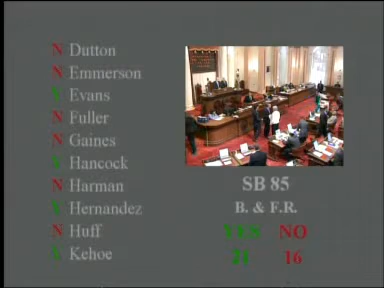 N Dutton
N Emmerson
Y Evans
N Fuller
N Gaines
Y Hancock
N Harman
Y Hernandez
N Huff
Y Kehoe
SB 85
B. & F.R.
YES NO
21 16